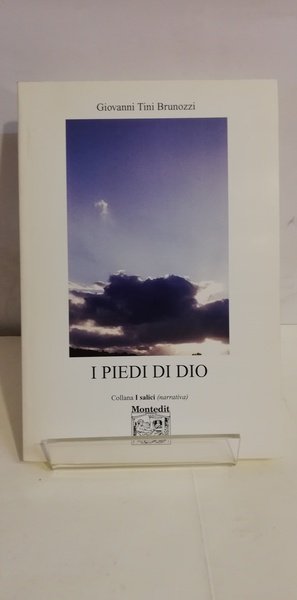 Giovanni Tini Brunozzi
I PIEDI DI DIO
Collana I salici (narrativa)
Montedit